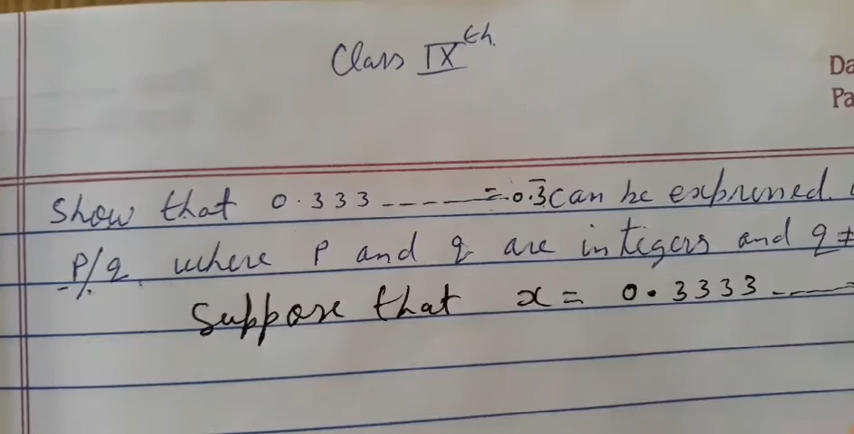 Class IXth
Da
Pa
Show that 0.333 ------- = 0.3̅ can be expressed
P/q. where P and q are intigers and q ≠
Suppose that x = 0.3333 -----